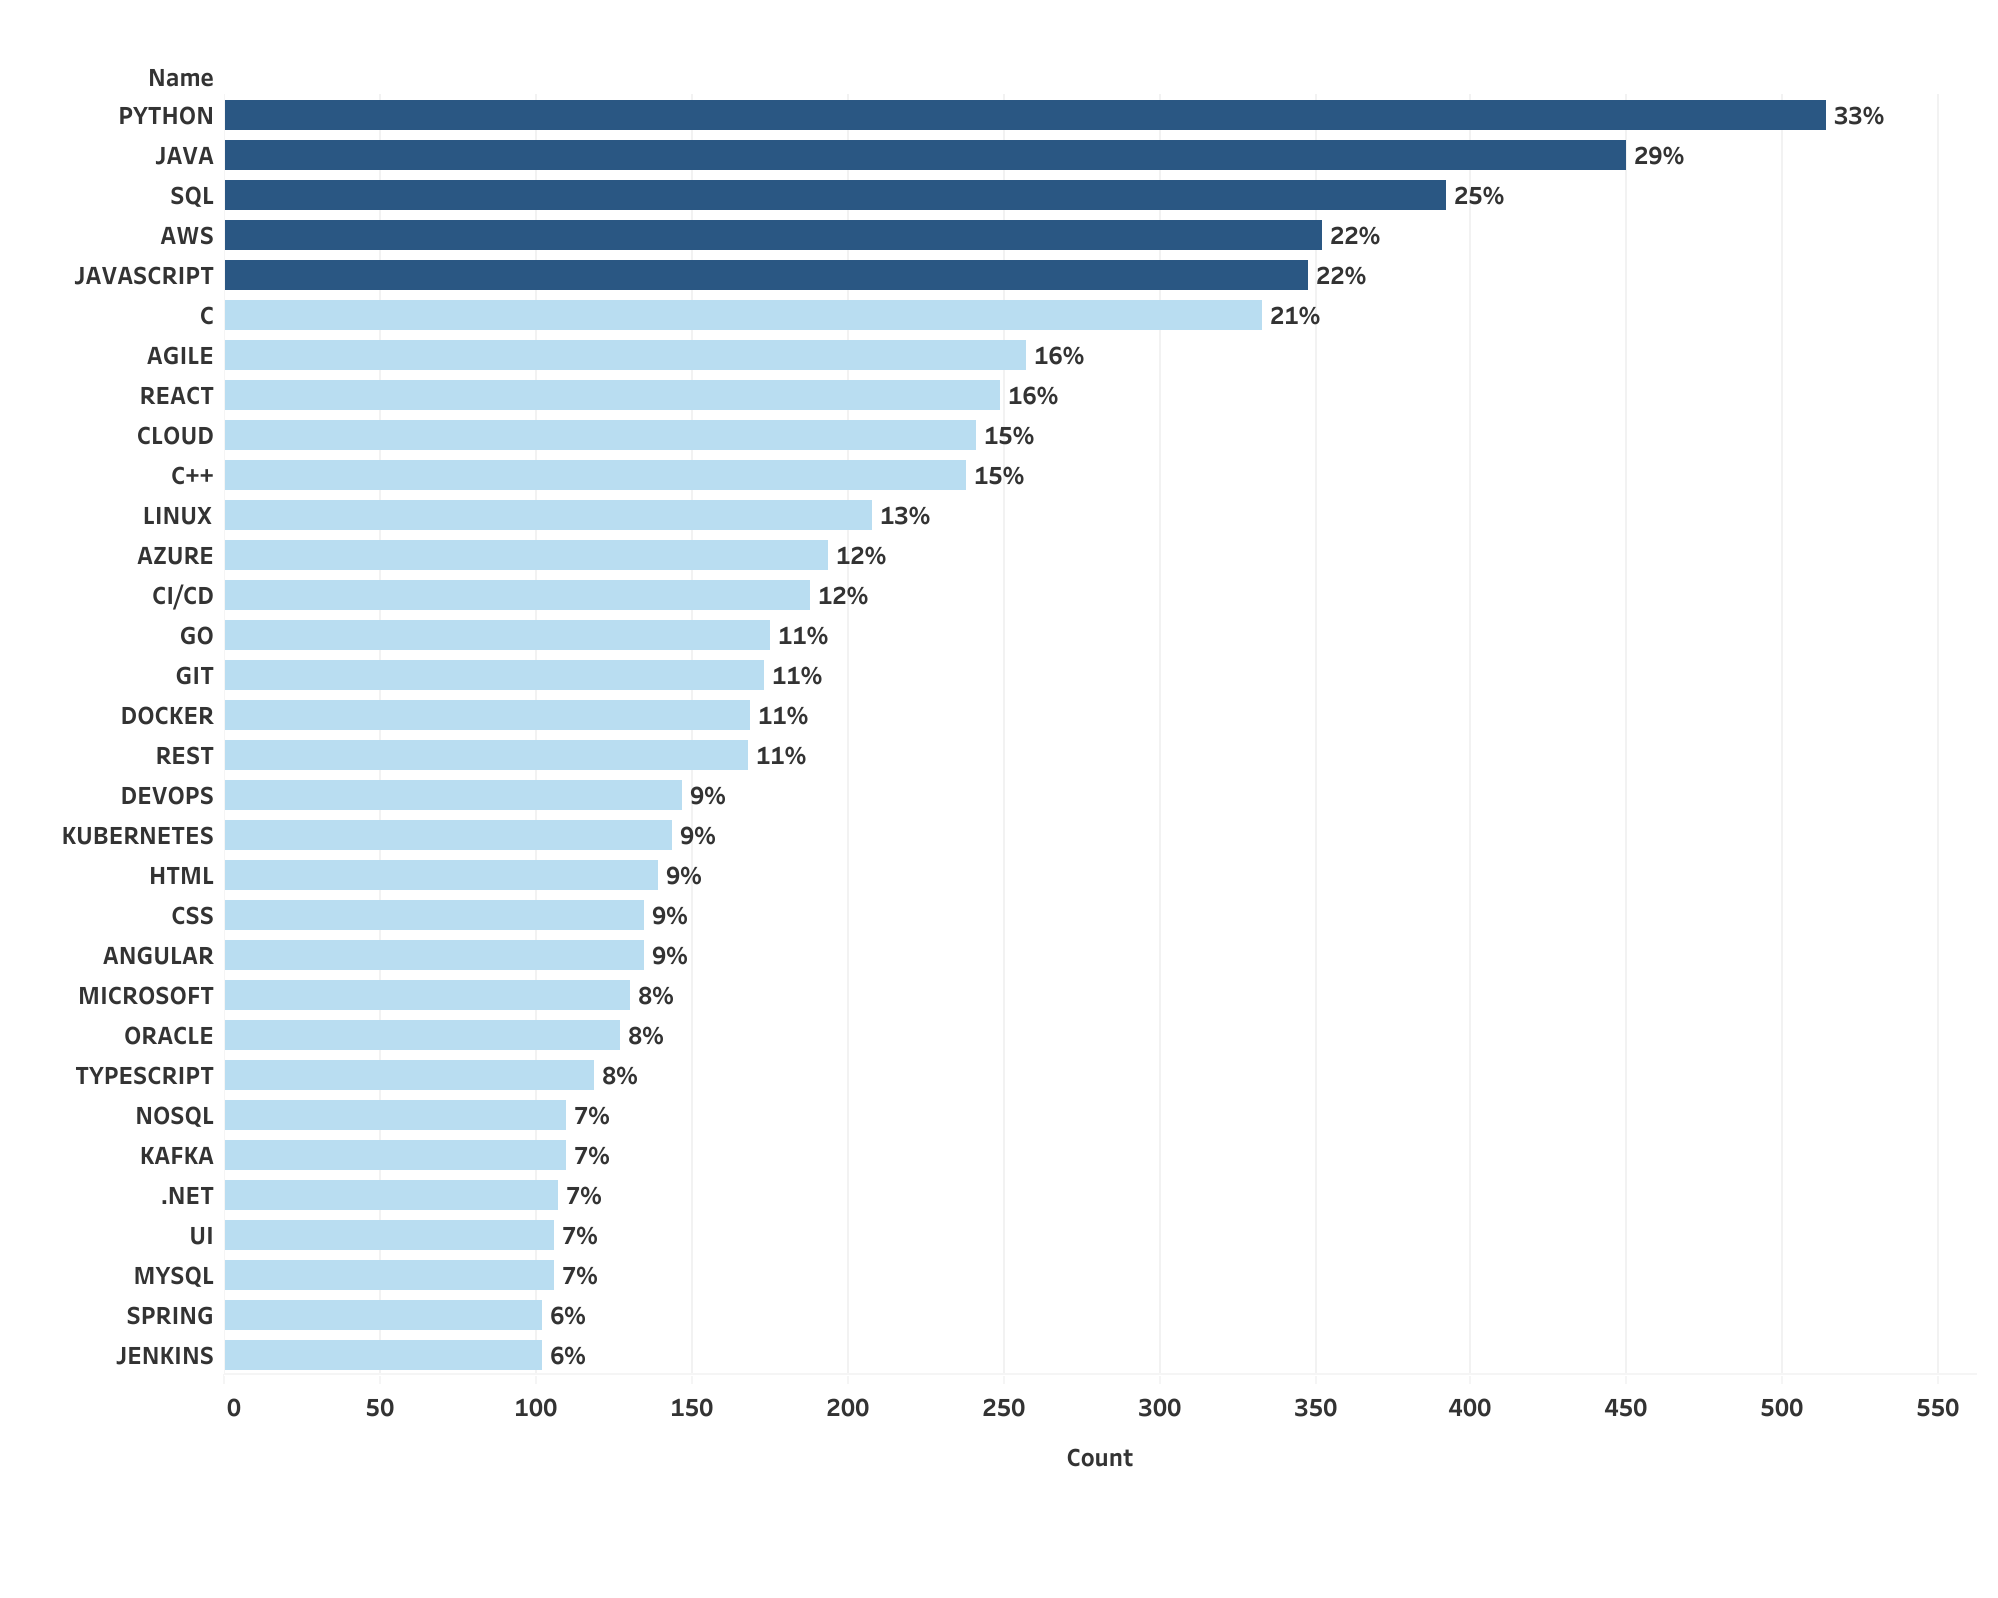 Name
PYTHON 33%
JAVA 29%
SQL 25%
AWS 22%
JAVASCRIPT 22%
C 21%
AGILE 16%
REACT 16%
CLOUD 15%
C++ 15%
LINUX 13%
AZURE 12%
CI/CD 12%
GO 11%
GIT 11%
DOCKER 11%
REST 11%
DEVOPS 9%
KUBERNETES 9%
HTML 9%
CSS 9%
ANGULAR 9%
MICROSOFT 8%
ORACLE 8%
TYPESCRIPT 8%
NOSQL 7%
KAFKA 7%
.NET 7%
UI 7%
MYSQL 7%
SPRING 6%
JENKINS 6%
0 50 100 150 200 250 300 350 400 450 500 550
Count